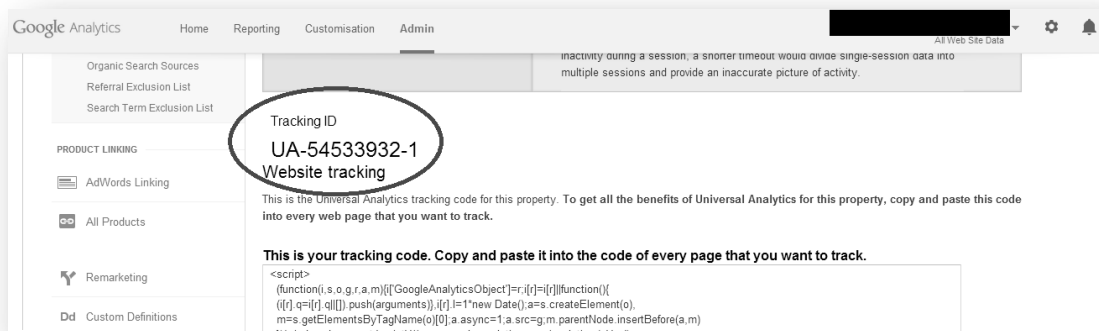 Google Analytics Home Reporting Customisation Admin
All Web Site Data
Organic Search Sources
Referral Exclusion List
Search Term Exclusion List
PRODUCT LINKING
AdWords Linking
All Products
Remarketing
Dd Custom Definitions
inactivity during a session, a shorter timeout would divide single-session data into
multiple sessions and provide an inaccurate picture of activity.
Tracking ID
UA-54533932-1
Website tracking
This is the Universal Analytics tracking code for this property. To get all the benefits of Universal Analytics for this property, copy and paste this code
into every web page that you want to track.
This is your tracking code. Copy and paste it into the code of every page that you want to track.
<script>
(function(i,s,o,g,r,a,m){i['GoogleAnalyticsObject']=r;i[r]=i[r]||function(){
(i[r].q=i[r].q||[]).push(arguments)},i[r].l=1*new Date();a=s.createElement(o),
m=s.getElementsByTagName(o)[0];a.async=1;a.src=g;m.parentNode.insertBefore(a,m)